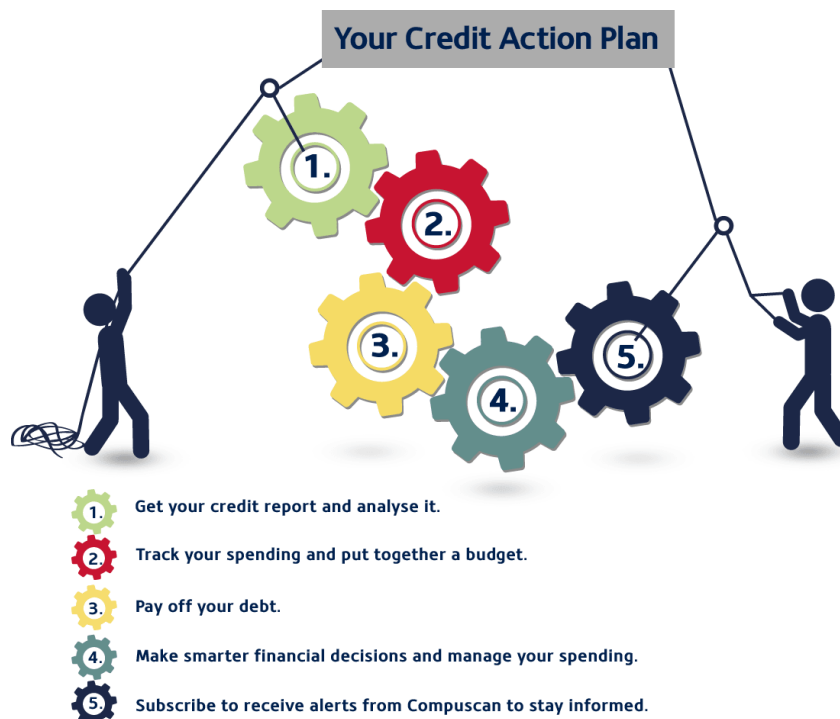 Your Credit Action Plan
1.
2.
3.
4.
5.
1. Get your credit report and analyse it.
2. Track your spending and put together a budget.
3. Pay off your debt.
4. Make smarter financial decisions and manage your spending.
5. Subscribe to receive alerts from Compuscan to stay informed.